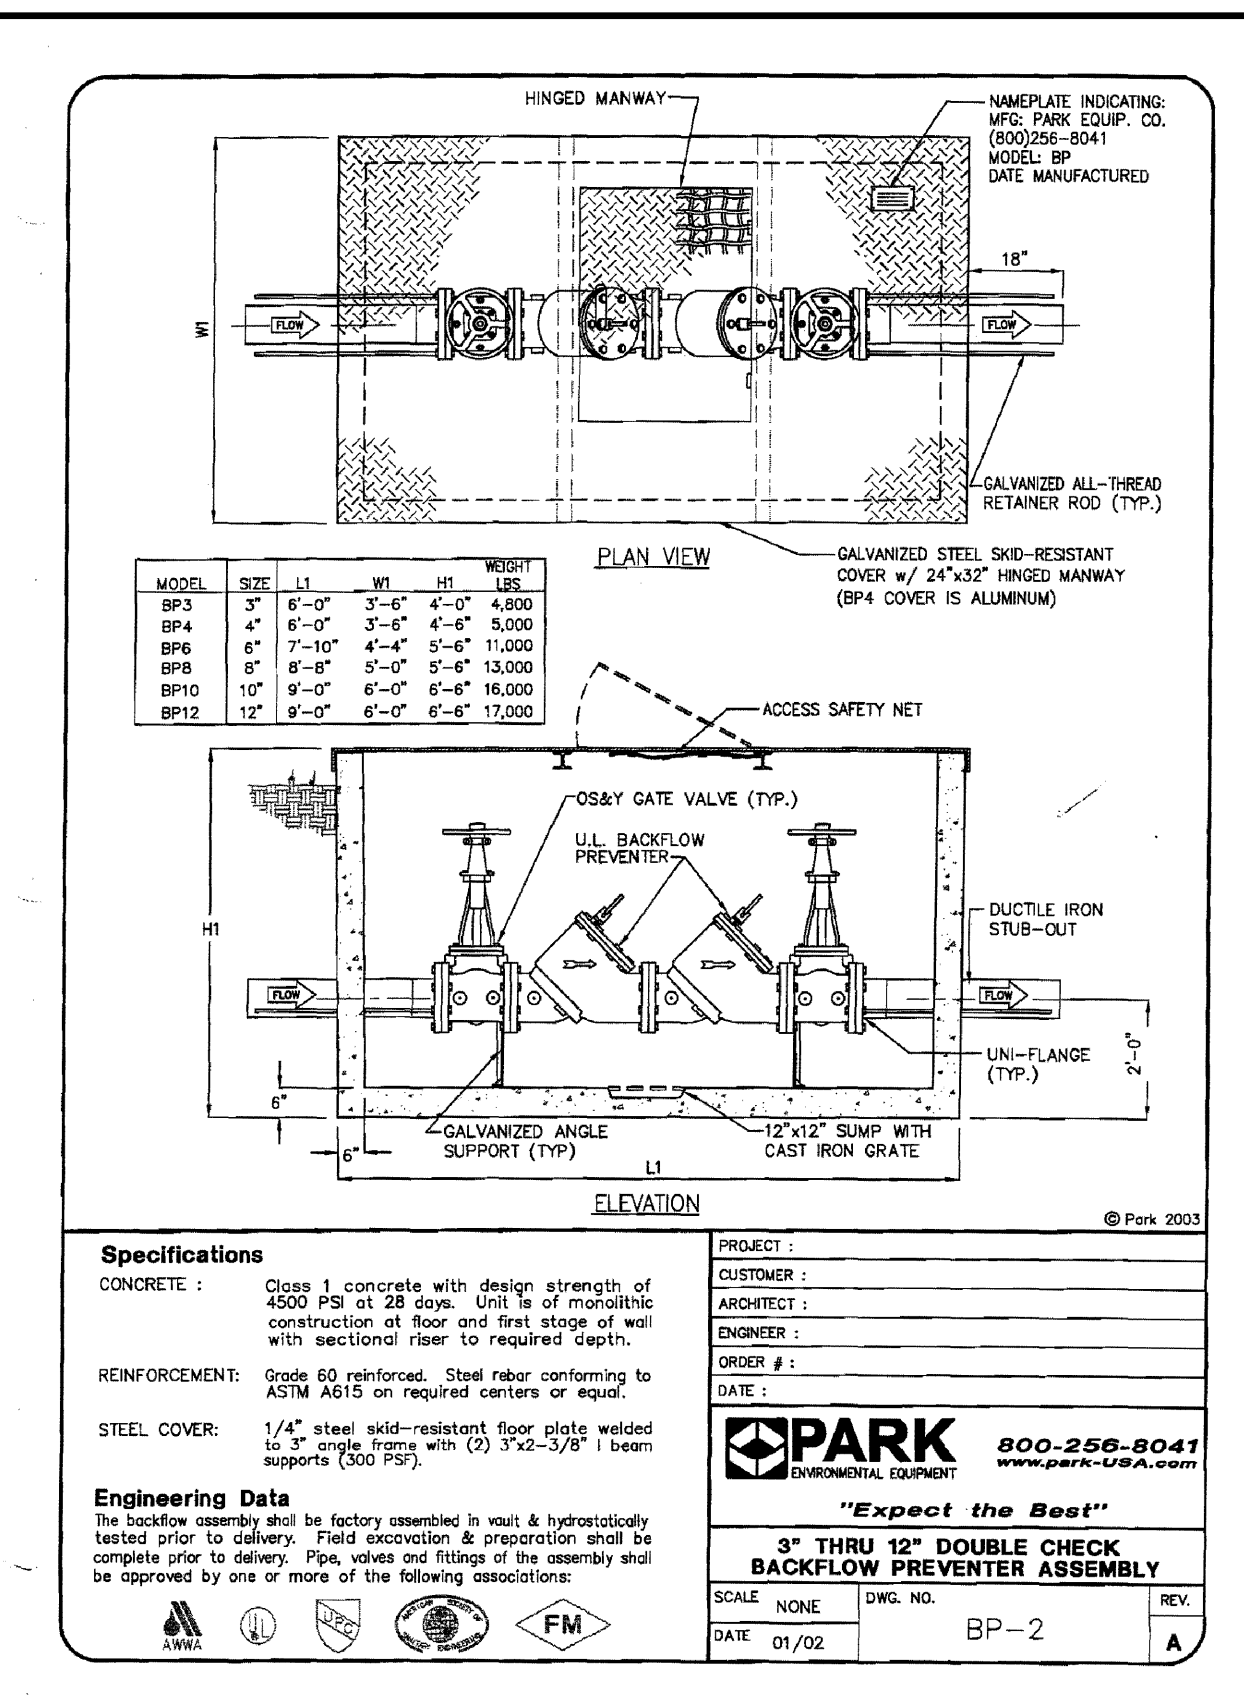 HINGED MANWAY
NAMEPLATE INDICATING:
MFG: PARK EQUIP. CO.
(800)256-8041
MODEL: BP
DATE MANUFACTURED
18"
W1
FLOW
FLOW
GALVANIZED ALL-THREAD
RETAINER ROD (TYP.)
PLAN VIEW
GALVANIZED STEEL SKID-RESISTANT
COVER w/ 24"x32" HINGED MANWAY
(BP4 COVER IS ALUMINUM)
MODEL SIZE L1 W1 H1 WEIGHT LBS
BP3 3" 6'-0" 3'-6" 4'-0" 4,800
BP4 4" 6'-0" 3'-6" 4'-6" 5,000
BP6 6" 7'-10" 4'-4" 5'-6" 11,000
BP8 8" 8'-8" 5'-0" 5'-6" 13,000
BP10 10" 9'-0" 6'-0" 6'-6" 16,000
BP12 12" 9'-0" 6'-0" 6'-6" 17,000
ACCESS SAFETY NET
OS&Y GATE VALVE (TYP.)
U.L. BACKFLOW
PREVENTER
DUCTILE IRON
STUB-OUT
H1
FLOW
FLOW
UNI-FLANGE
(TYP.)
2'-0"
6"
6"
GALVANIZED ANGLE
SUPPORT (TYP)
12"x12" SUMP WITH
CAST IRON GRATE
L1
ELEVATION
© Park 2003
Specifications
CONCRETE : Class 1 concrete with design strength of
4500 PSI at 28 days. Unit is of monolithic
construction at floor and first stage of wall
with sectional riser to required depth.
REINFORCEMENT: Grade 60 reinforced. Steel rebar conforming to
ASTM A615 on required centers or equal.
STEEL COVER: 1/4" steel skid-resistant floor plate welded
to 3" angle frame with (2) 3"x2-3/8" I beam
supports (300 PSF).
Engineering Data
The backflow assembly shall be factory assembled in vault & hydrostatically
tested prior to delivery. Field excavation & preparation shall be
complete prior to delivery. Pipe, valves and fittings of the assembly shall
be approved by one or more of the following associations:
AWWA
UL
UPC
AMERICAN SOCIETY OF
SANITARY ENGINEERING
FM
PROJECT :
CUSTOMER :
ARCHITECT :
ENGINEER :
ORDER # :
DATE :
PARK
ENVIRONMENTAL EQUIPMENT
800-256-8041
www.park-USA.com
"Expect the Best"
3" THRU 12" DOUBLE CHECK
BACKFLOW PREVENTER ASSEMBLY
SCALE NONE
DATE 01/02
DWG. NO.
BP-2
REV.
A